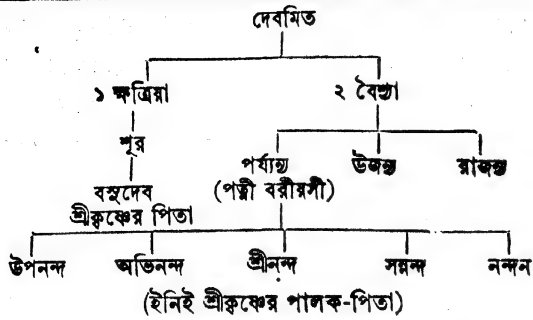 দেবমিত
১ ক্ষত্রিয়া ২ বৈশ্যা
শূর
পর্যান্য উজন্য রাজন্য
বসুদেব (পত্নী বরীয়সী)
শ্রীকৃষ্ণের পিতা
উপনন্দ অভিনন্দ শ্রীনন্দ সন্নন্দ নন্দন
(ইনিই শ্রীকৃষ্ণের পালক-পিতা)